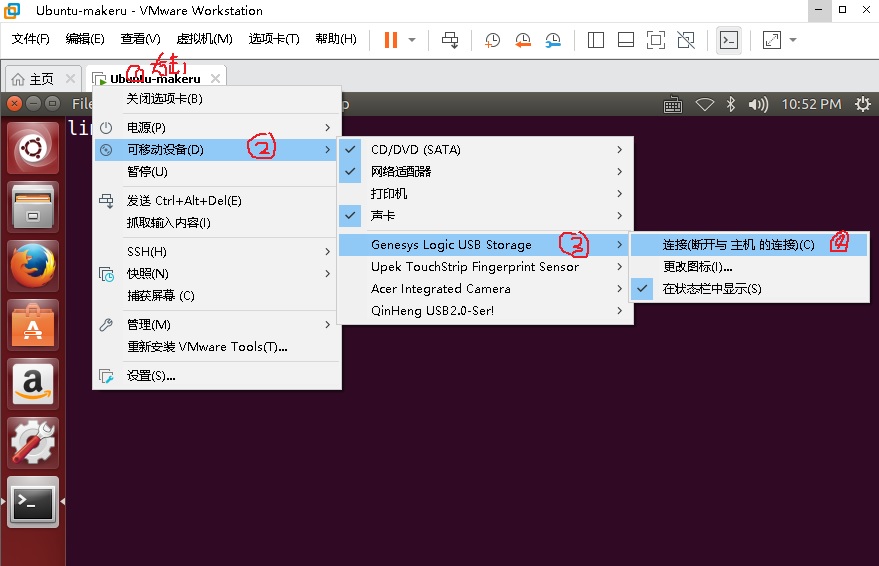 Ubuntu-makeru - VMware Workstation
文件(F) 编辑(E) 查看(V) 虚拟机(M) 选项卡(T) 帮助(H)
主页
Ubuntu-makeru
① 右击
File
p
10:52 PM
lin
关闭选项卡(B)
电源(P)
可移动设备(D) ②
暂停(U)
发送 Ctrl+Alt+Del(E)
抓取输入内容(I)
SSH(H)
快照(N)
捕获屏幕 (C)
管理(M)
重新安装 VMware Tools(T)...
设置(S)...
CD/DVD (SATA)
网络适配器
打印机
声卡
Genesys Logic USB Storage ③
Upek TouchStrip Fingerprint Sensor
Acer Integrated Camera
QinHeng USB2.0-Ser!
连接(断开与 主机 的连接)(C) ④
更改图标(I)...
在状态栏中显示(S)